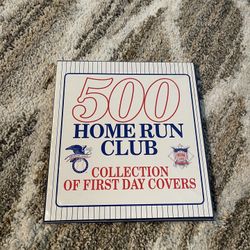 500
HOME RUN
CLUB
COLLECTION
OF FIRST DAY COVERS